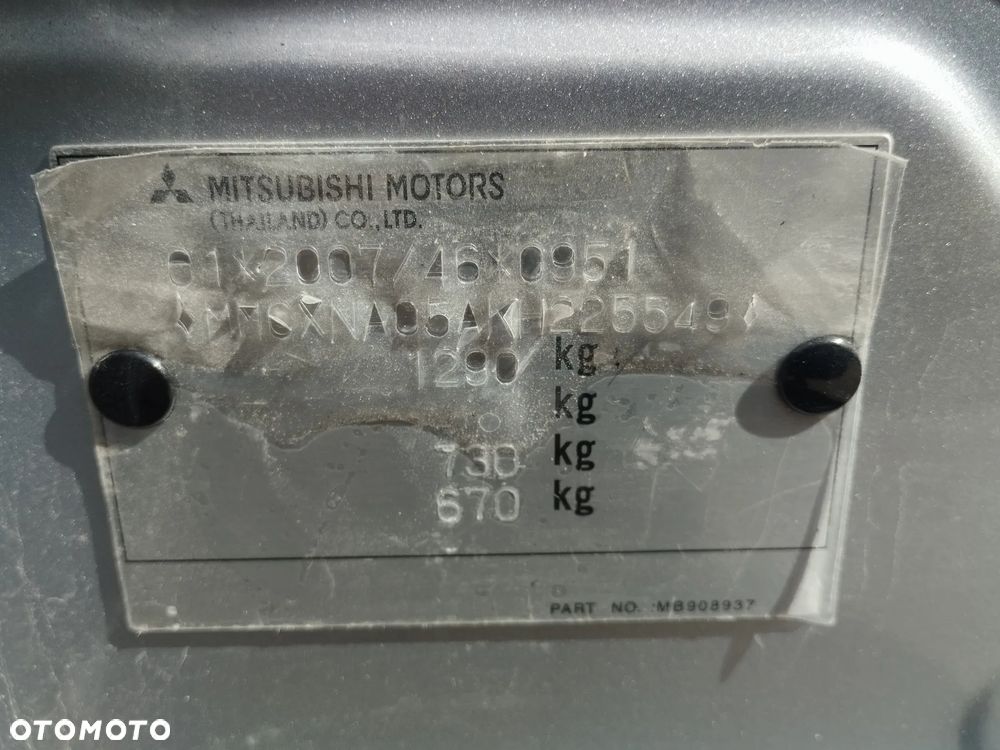 MITSUBISHI MOTORS
(THAILAND) CO.,LTD.
e1*2007/46*0951
1290 kg
kg
730 kg
670 kg
PART NO. MB908937
OTOMOTO